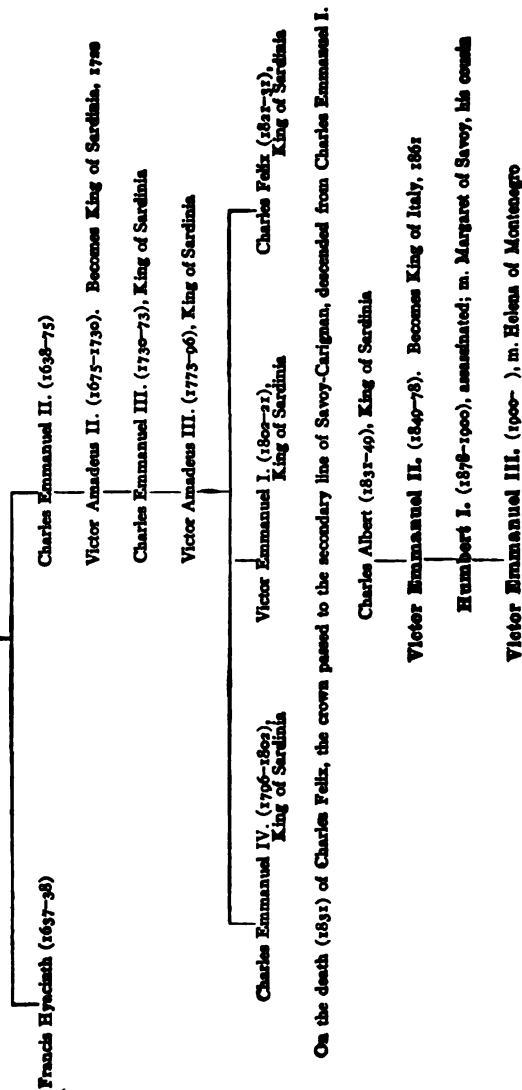 Francis Hyacinth (1637-38)
Charles Emmanuel II. (1638-75)
Victor Amadeus II. (1675-1730). Becomes King of Sardinia, 1720
Charles Emmanuel III. (1730-73), King of Sardinia
Victor Amadeus III. (1773-96), King of Sardinia
Charles Emmanuel IV. (1796-1802),
King of Sardinia
Victor Emmanuel I. (1802-21),
King of Sardinia
Charles Felix (1821-31),
King of Sardinia
On the death (1831) of Charles Felix, the crown passed to the secondary line of Savoy-Carignan, descended from Charles Emmanuel I.
Charles Albert (1831-49), King of Sardinia
Victor Emmanuel II. (1849-78). Becomes King of Italy, 1861
Humbert I. (1878-1900), assassinated; m. Margaret of Savoy, his cousin
Victor Emmanuel III. (1900- ), m. Helena of Montenegro